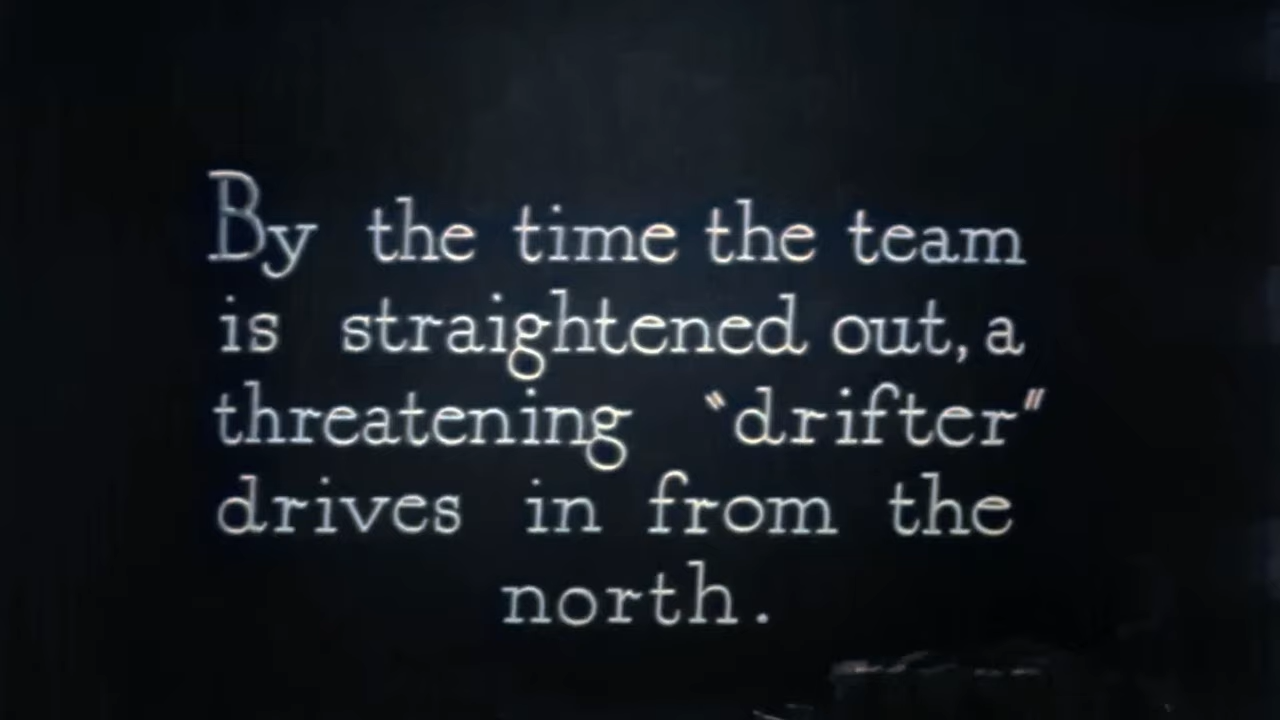 By the time the team
is straightened out, a
threatening "drifter"
drives in from the
north.